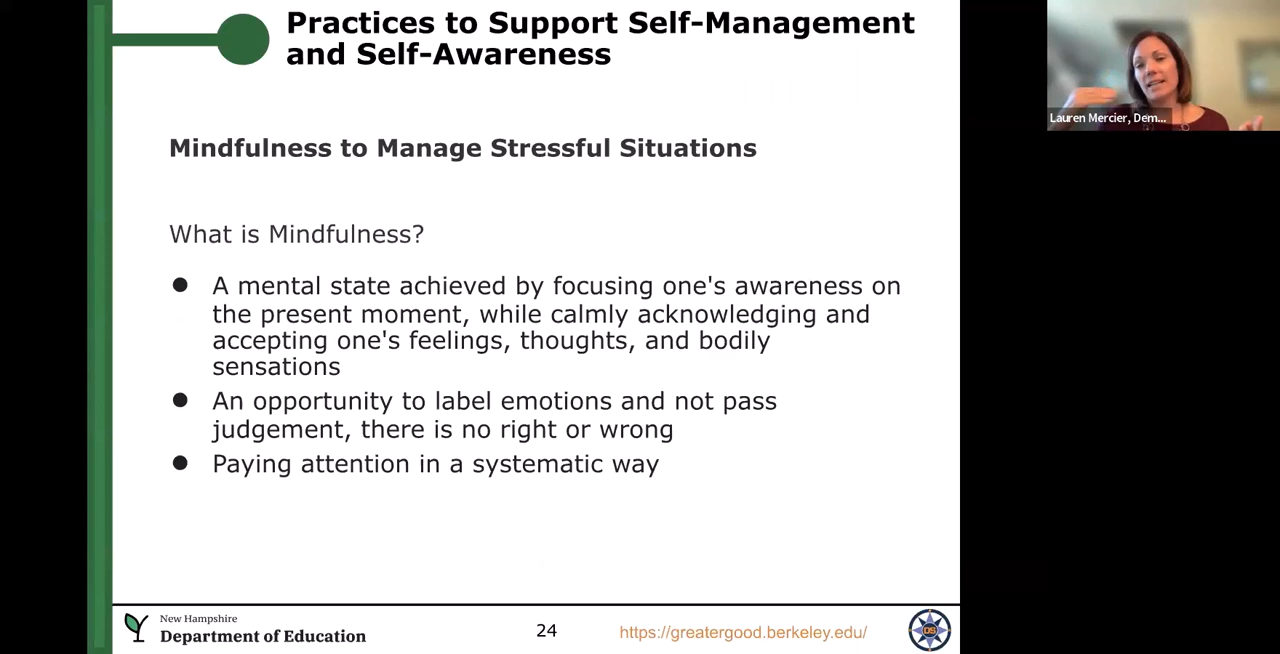 Practices to Support Self-Management
and Self-Awareness
Lauren Mercier, Dem...
Mindfulness to Manage Stressful Situations
What is Mindfulness?
● A mental state achieved by focusing one's awareness on
the present moment, while calmly acknowledging and
accepting one's feelings, thoughts, and bodily
sensations
● An opportunity to label emotions and not pass
judgement, there is no right or wrong
● Paying attention in a systematic way
New Hampshire
Department of Education
24
https://greatergood.berkeley.edu/
DS